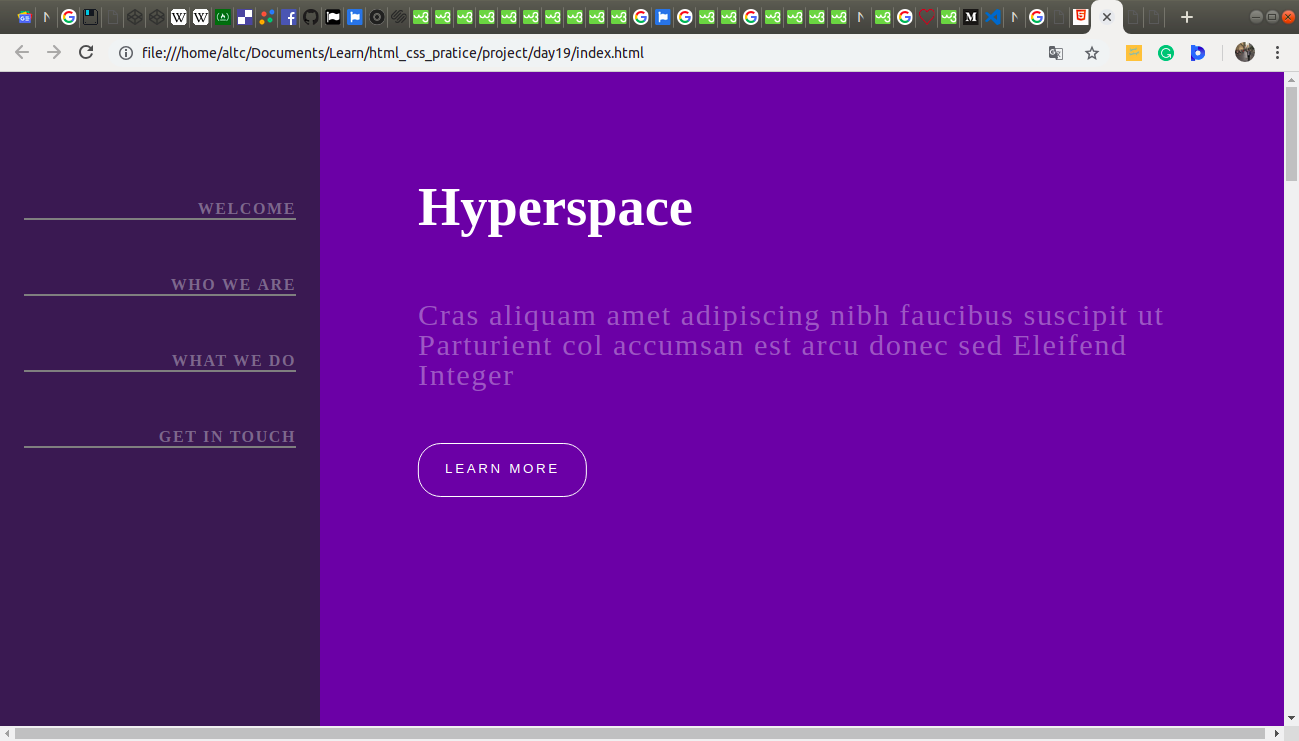 file:///home/altc/Documents/Learn/html_css_pratice/project/day19/index.html
WELCOME
WHO WE ARE
WHAT WE DO
GET IN TOUCH
Hyperspace
Cras aliquam amet adipiscing nibh faucibus suscipit ut
Parturient col accumsan est arcu donec sed Eleifend
Integer
LEARN MORE